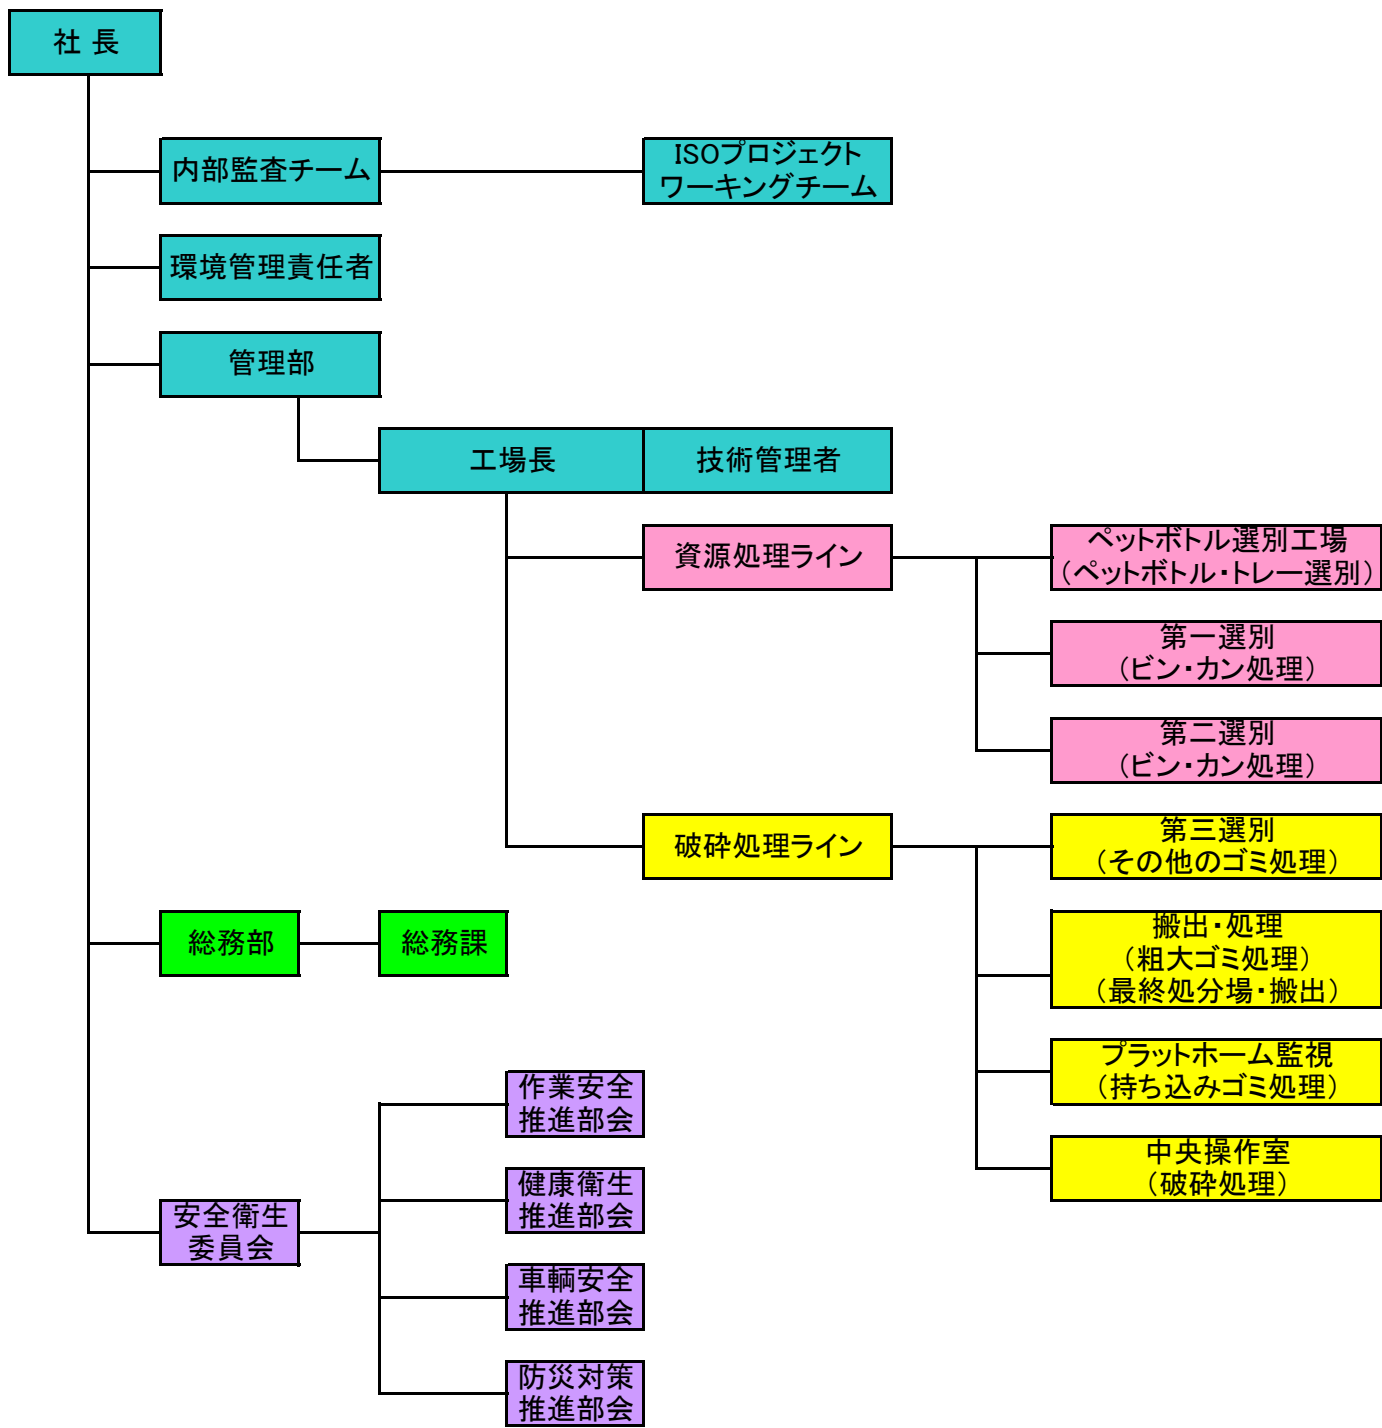 社 長
内部監査チーム
ISOプロジェクト
ワーキングチーム
環境管理責任者
管理部
工場長
技術管理者
資源処理ライン
ペットボトル選別工場
（ペットボトル・トレー選別）
第一選別
（ビン・カン処理）
第二選別
（ビン・カン処理）
破砕処理ライン
第三選別
（その他のゴミ処理）
搬出・処理
（粗大ゴミ処理）
（最終処分場・搬出）
プラットホーム監視
（持ち込みゴミ処理）
中央操作室
（破砕処理）
総務部
総務課
安全衛生
委員会
作業安全
推進部会
健康衛生
推進部会
車輌安全
推進部会
防災対策
推進部会